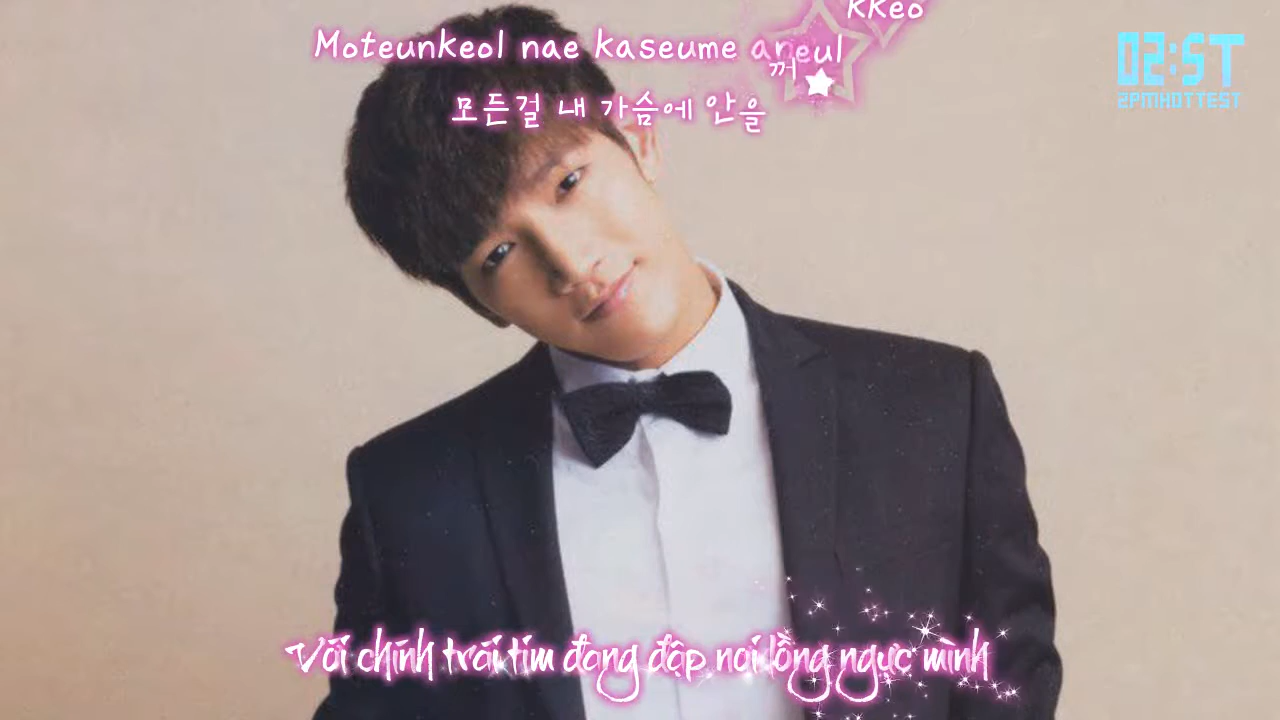 KKeo
Moteunkeol nae kaseume aneul
꺼
모든걸 내 가슴에 안을
02:ST
2PMHOTTEST
Với chính trái tim đang đập nơi lồng ngực mình